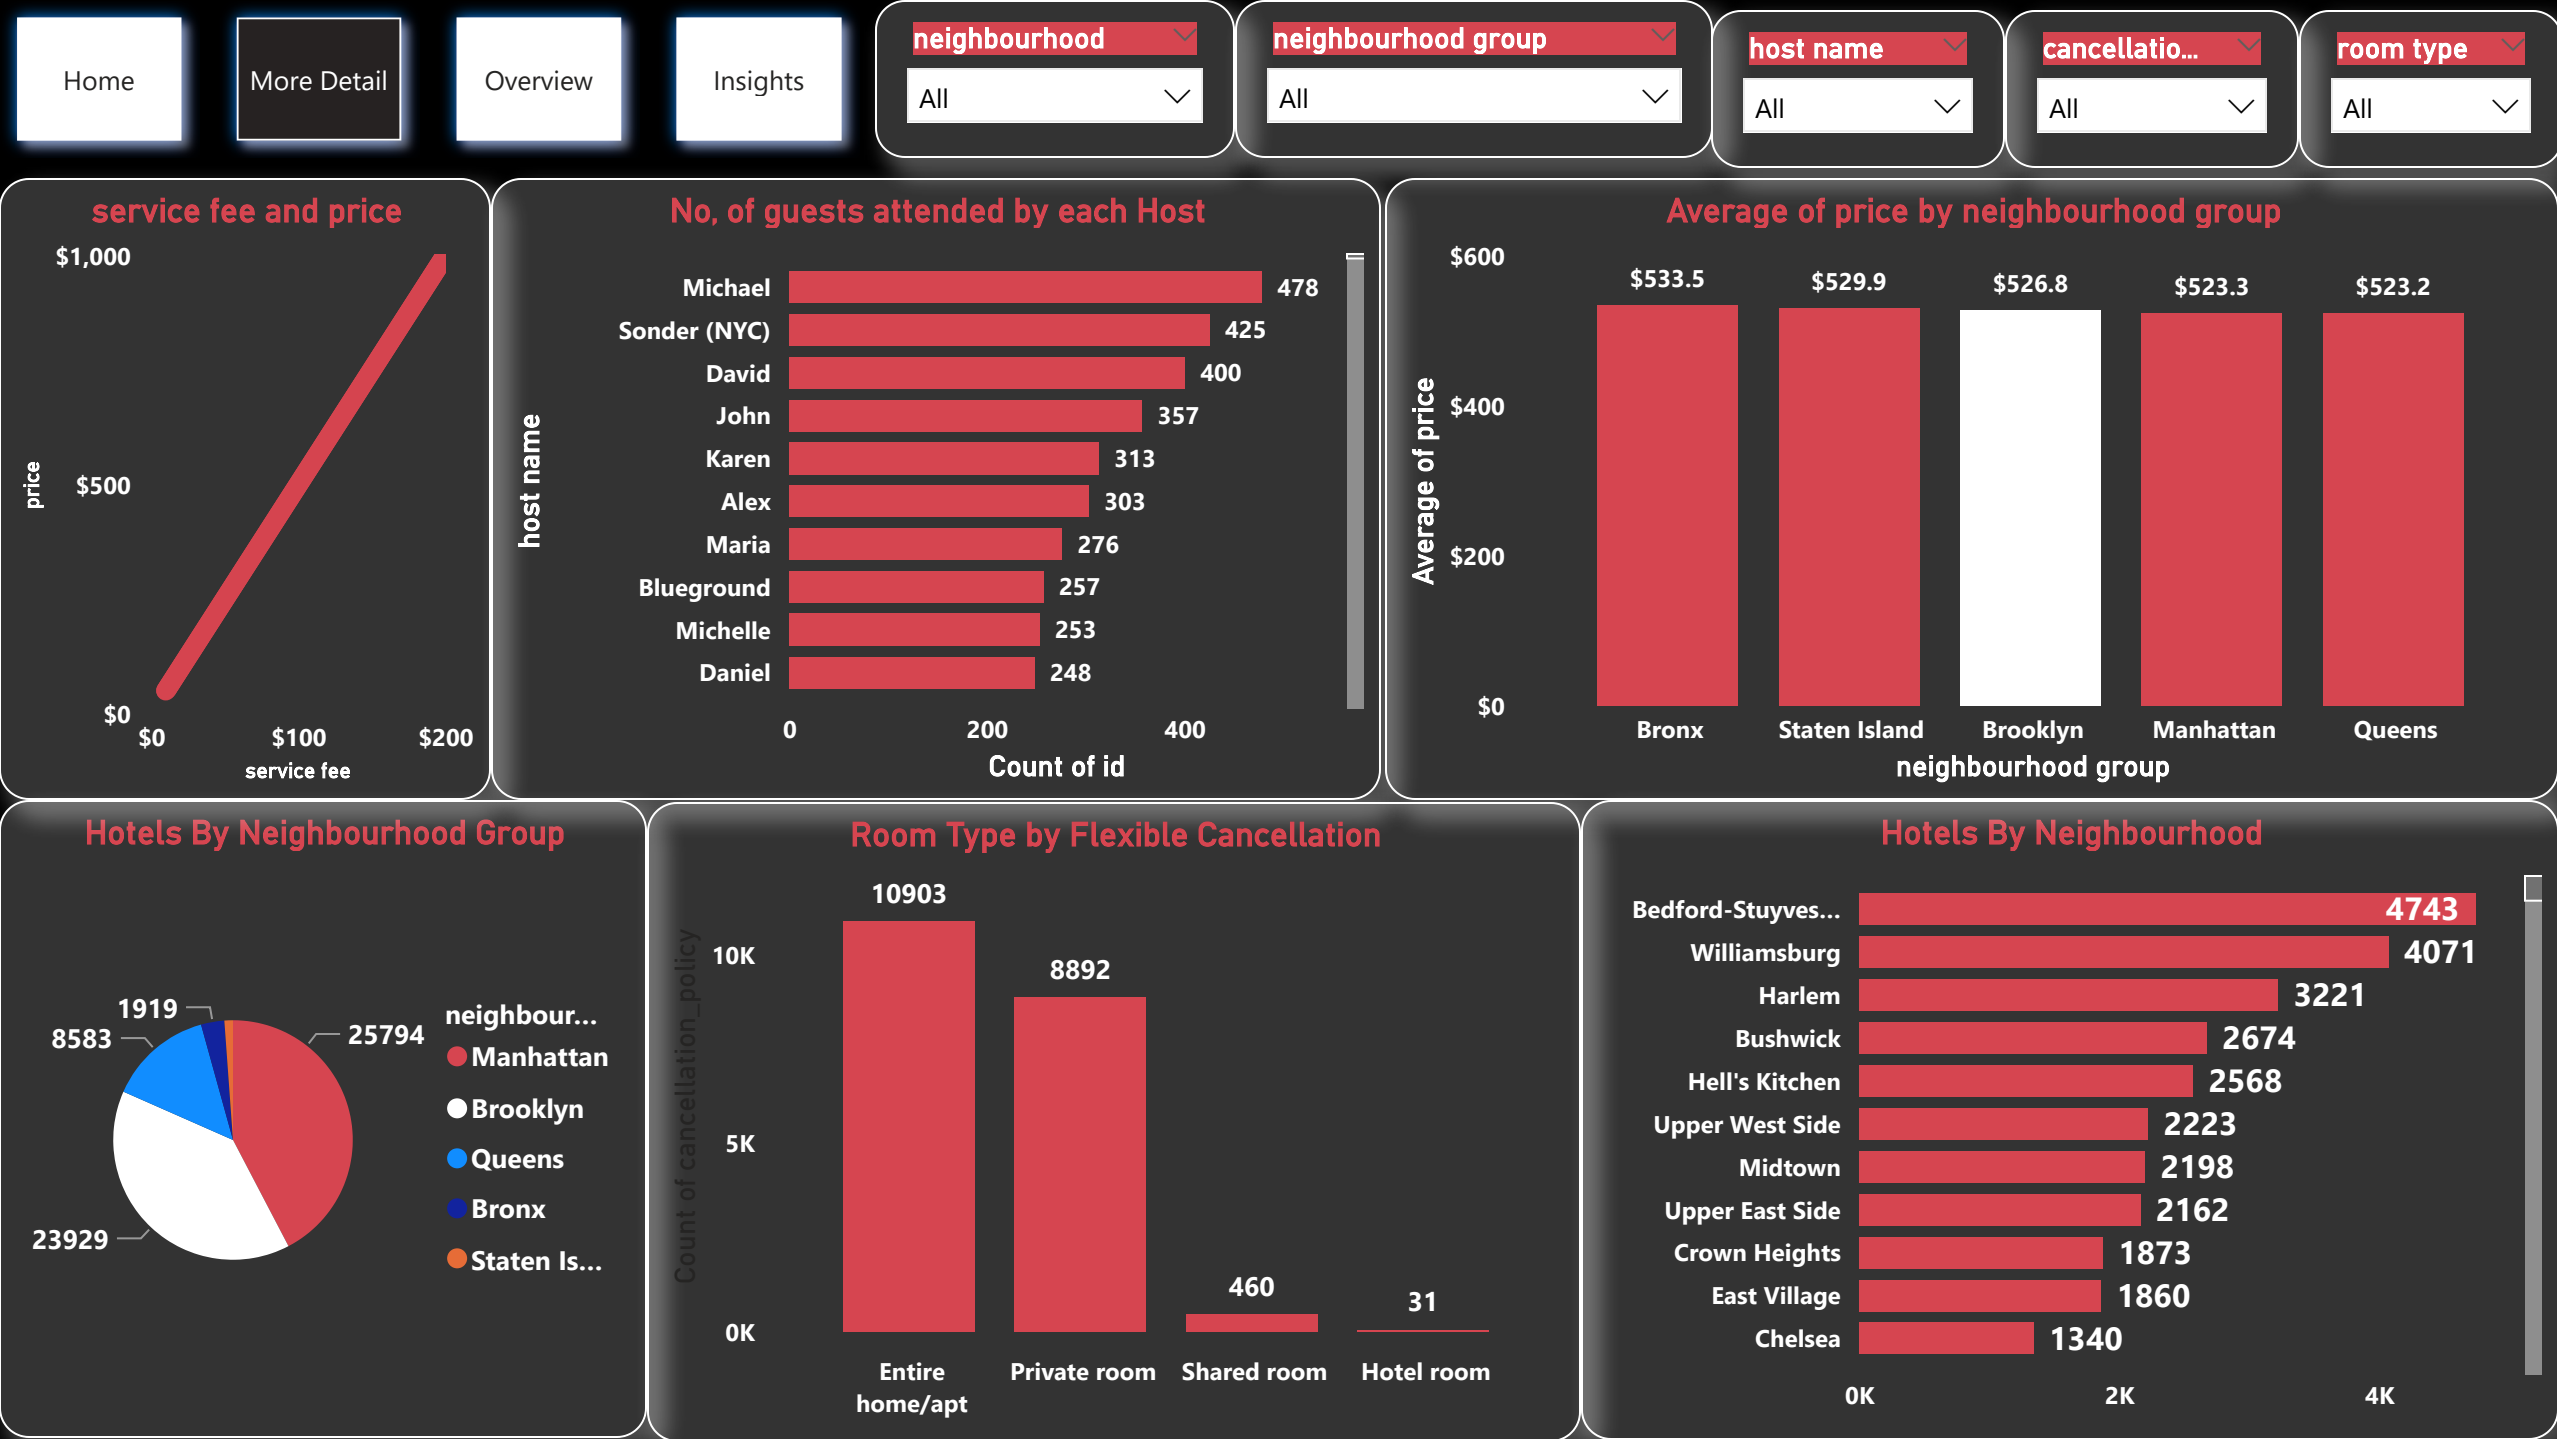 Home
More Detail
Overview
Insights
neighbourhood
All
neighbourhood group
All
host name
All
cancellatio...
All
room type
All
service fee and price
$1,000
$500
$0
price
$0
$100
$200
service fee
No, of guests attended by each Host
host name
Michael
478
Sonder (NYC)
425
David
400
John
357
Karen
313
Alex
303
Maria
276
Blueground
257
Michelle
253
Daniel
248
0
200
400
Count of id
Average of price by neighbourhood group
Average of price
$600
$400
$200
$0
$533.5
$529.9
$526.8
$523.3
$523.2
Bronx
Staten Island
Brooklyn
Manhattan
Queens
neighbourhood group
Hotels By Neighbourhood Group
1919
8583
25794
23929
neighbour...
Manhattan
Brooklyn
Queens
Bronx
Staten Is...
Room Type by Flexible Cancellation
Count of cancellation_policy
10K
5K
0K
10903
8892
460
31
Entire
home/apt
Private room
Shared room
Hotel room
Hotels By Neighbourhood
Bedford-Stuyves...
4743
Williamsburg
4071
Harlem
3221
Bushwick
2674
Hell's Kitchen
2568
Upper West Side
2223
Midtown
2198
Upper East Side
2162
Crown Heights
1873
East Village
1860
Chelsea
1340
0K
2K
4K